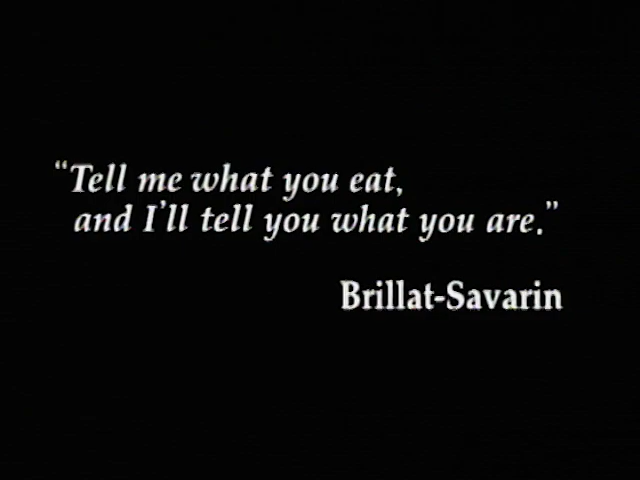 “Tell me what you eat,
and I’ll tell you what you are.”
Brillat-Savarin